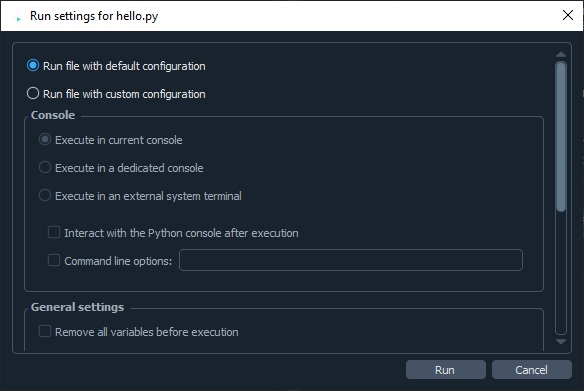 Run settings for hello.py
Run file with default configuration
Run file with custom configuration
Console
Execute in current console
Execute in a dedicated console
Execute in an external system terminal
Interact with the Python console after execution
Command line options:
General settings
Remove all variables before execution
Run Cancel